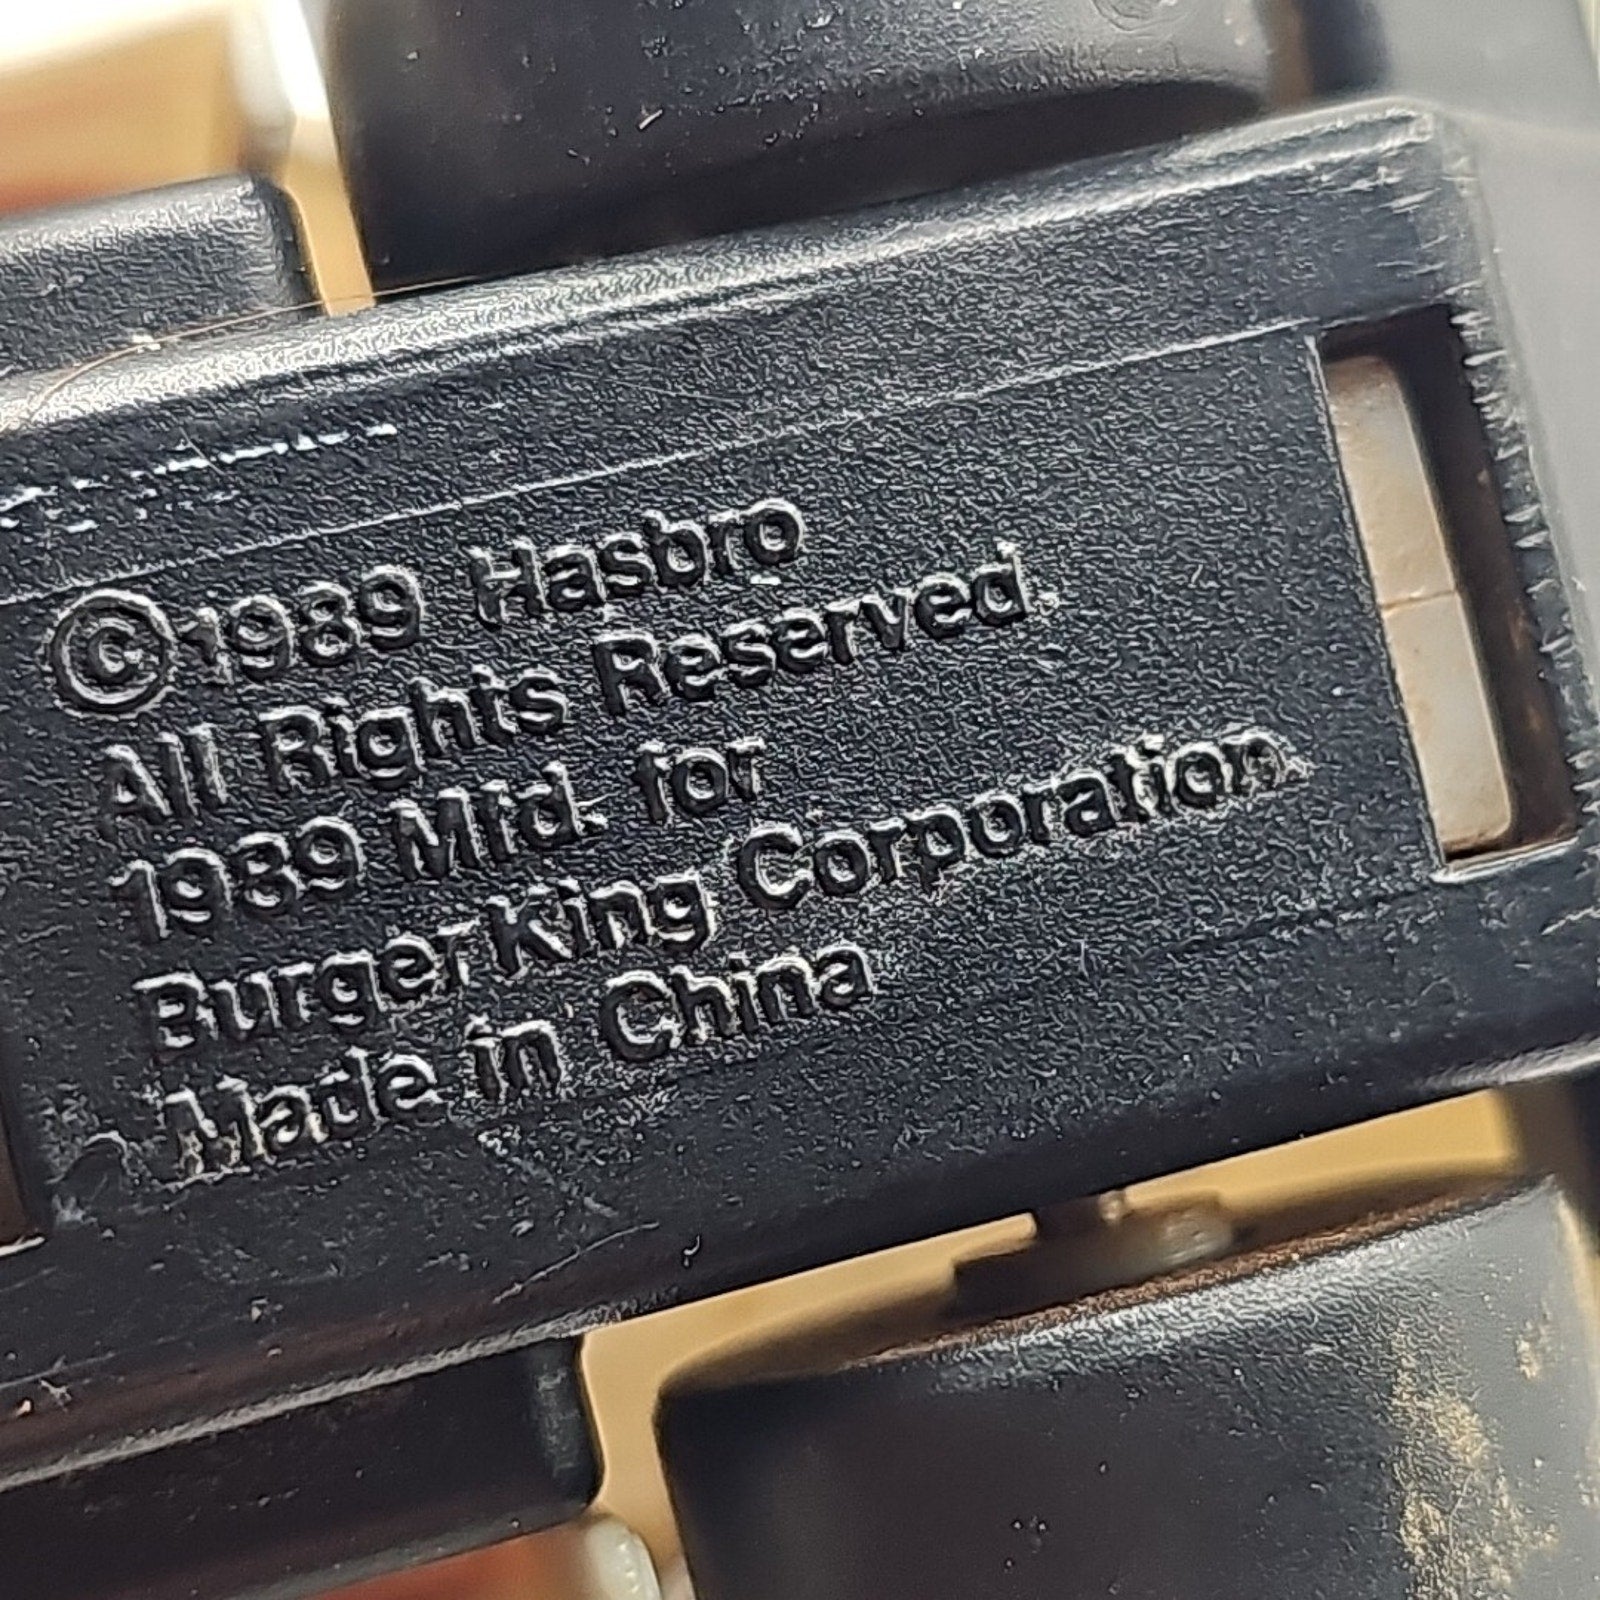 ©1989 Hasbro
All Rights Reserved.
1989 Mfd. for
Burger King Corporation.
Made in China